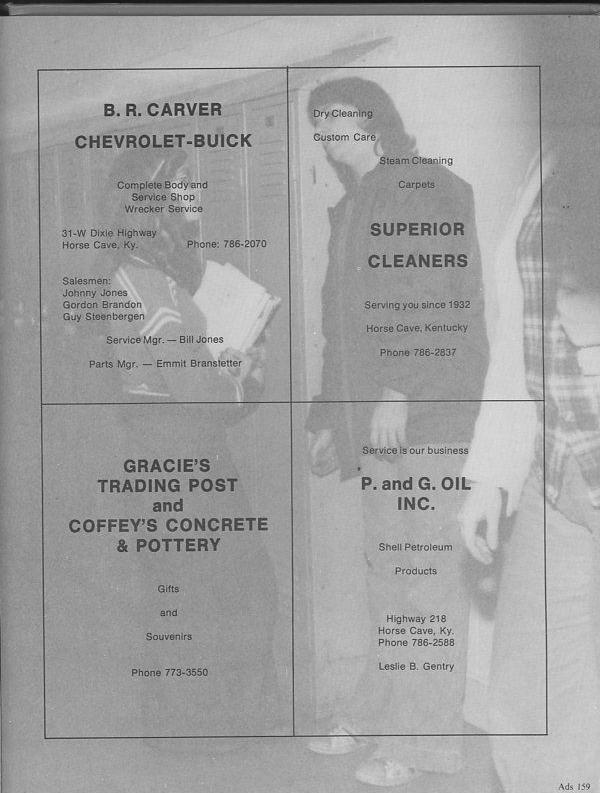 B. R. CARVER
CHEVROLET-BUICK
Complete Body and
Service Shop
Wrecker Service
31-W Dixie Highway
Horse Cave, Ky. Phone: 786-2070
Salesmen:
Johnny Jones
Gordon Brandon
Guy Steenbergen
Service Mgr. — Bill Jones
Parts Mgr. — Emmit Branstetter
Dry Cleaning
Custom Care
Steam Cleaning
Carpets
SUPERIOR
CLEANERS
Serving you since 1932
Horse Cave, Kentucky
Phone 786-2837
GRACIE'S
TRADING POST
and
COFFEY'S CONCRETE
& POTTERY
Gifts
and
Souvenirs
Phone 773-3550
Service is our business
P. and G. OIL
INC.
Shell Petroleum
Products
Highway 218
Horse Cave, Ky.
Phone 786-2588
Leslie B. Gentry
Ads 159